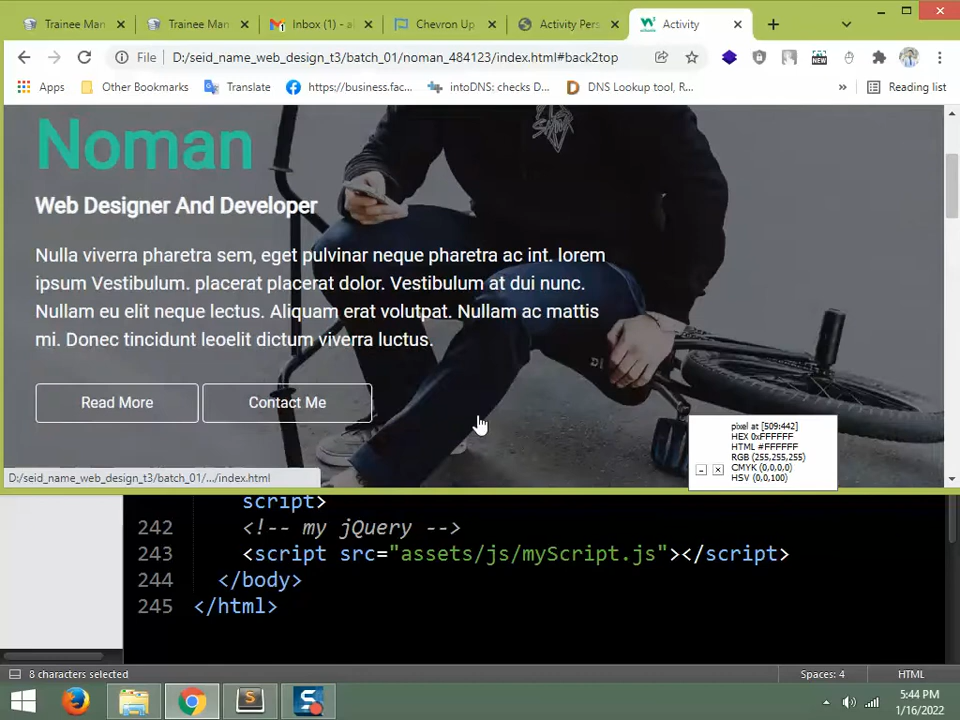 Trainee Man
Trainee Man
Inbox (1) - al
Chevron Up
Activity Pers
Activity
File
D:/seid_name_web_design_t3/batch_01/noman_484123/index.html#back2top
Apps
Other Bookmarks
Translate
https://business.fac...
intoDNS: checks D...
DNS Lookup tool, R...
»
Reading list
Noman
Web Designer And Developer
Nulla viverra pharetra sem, eget pulvinar neque pharetra ac int. lorem
ipsum Vestibulum. placerat placerat dolor. Vestibulum at dui nunc.
Nullam eu elit neque lectus. Aliquam erat volutpat. Nullam ac mattis
mi. Donec tincidunt leoelit dictum viverra luctus.
Read More
Contact Me
pixel at [509:442]
HEX 0xFFFFFF
HTML #FFFFFF
RGB (255,255,255)
CMYK (0,0,0,0)
HSV (0,0,100)
D:/seid_name_web_design_t3/batch_01/.../index.html
script>
242 <!-- my jQuery -->
243 <script src="assets/js/myScript.js"></script>
244 </body>
245 </html>
8 characters selected
Spaces: 4
HTML
5:44 PM
1/16/2022